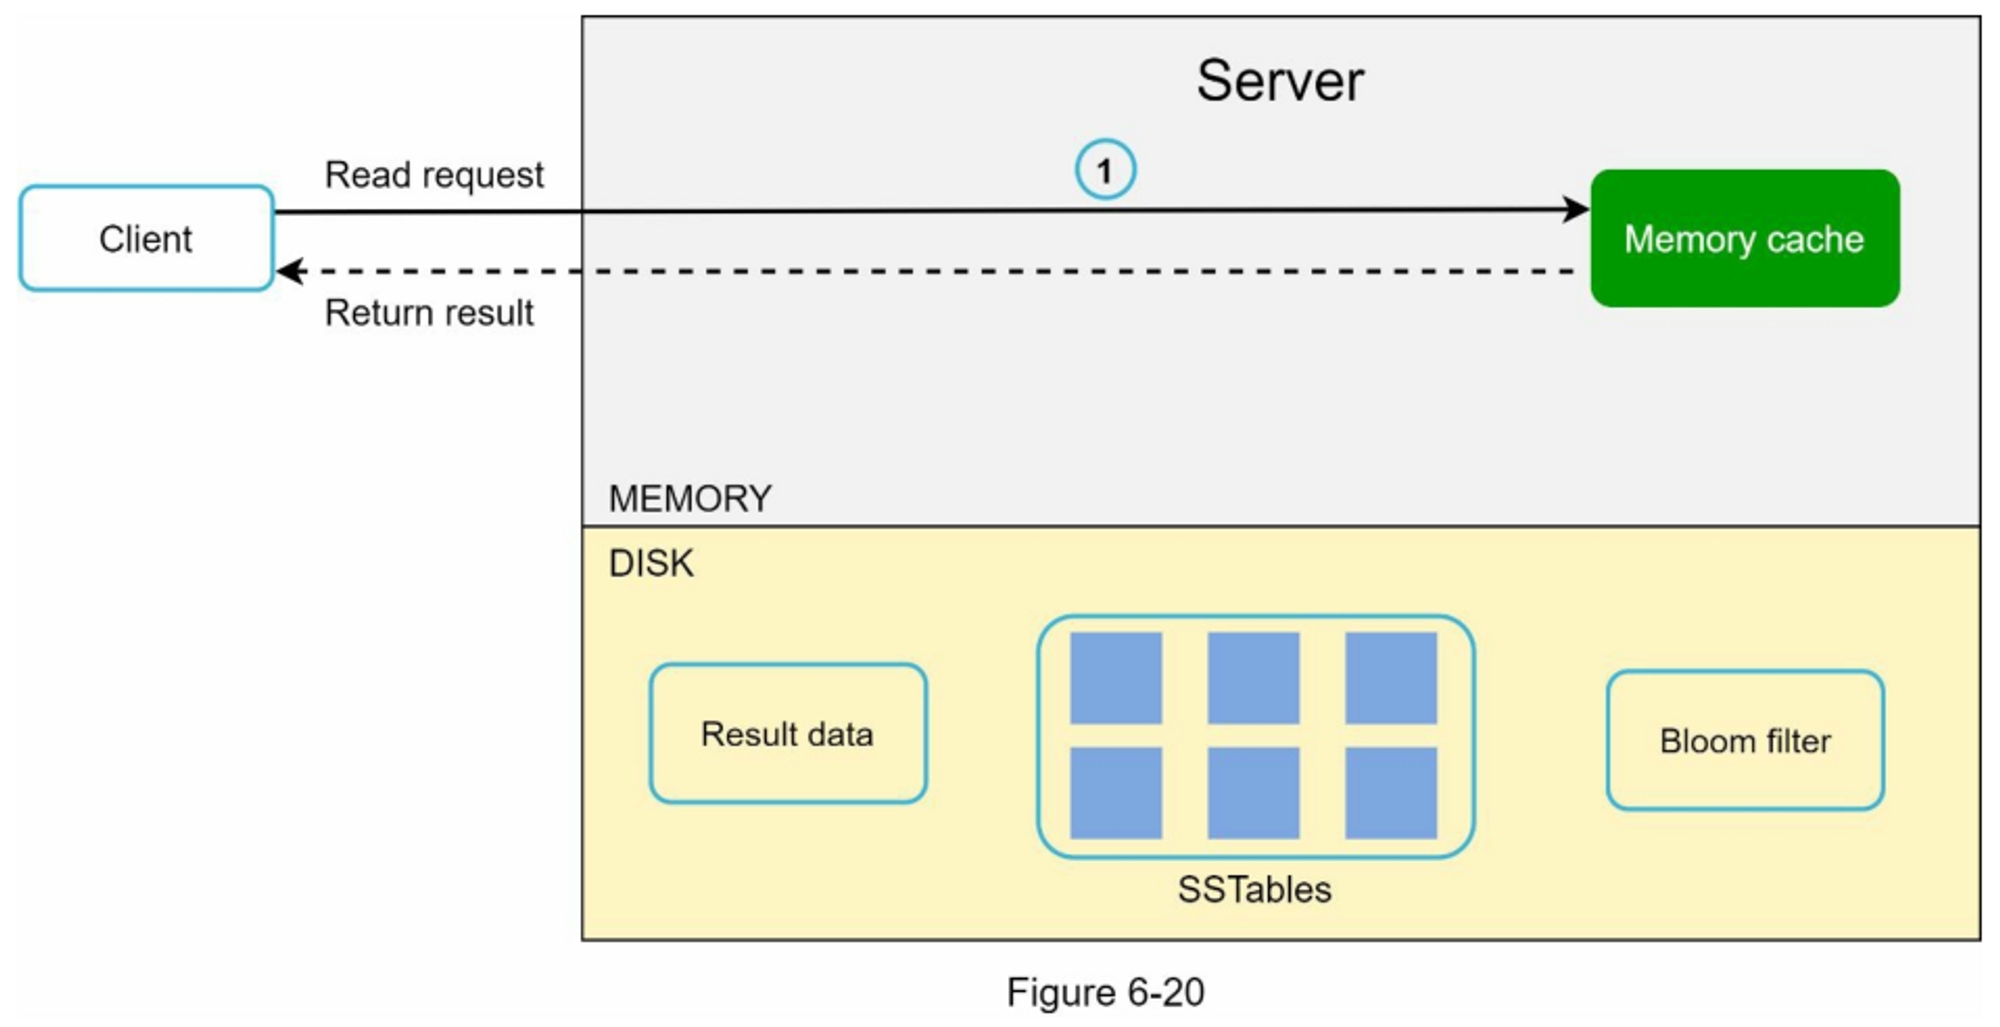 Server
1
Read request
Client
Memory cache
Return result
MEMORY
DISK
Result data
Bloom filter
SSTables
Figure 6-20